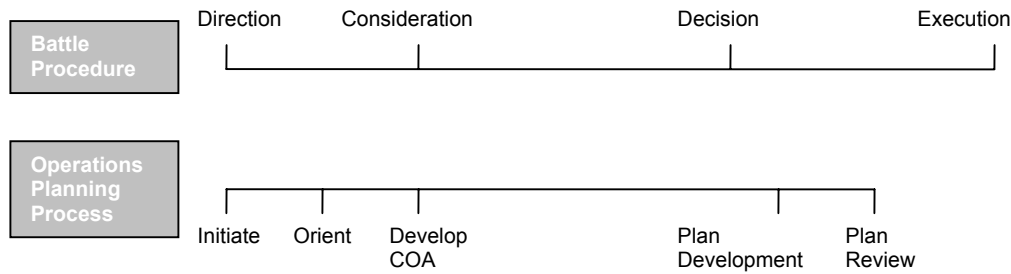 Direction Consideration Decision Execution
Battle
Procedure
Operations
Planning
Process
Initiate Orient Develop Plan Plan
COA Development Review